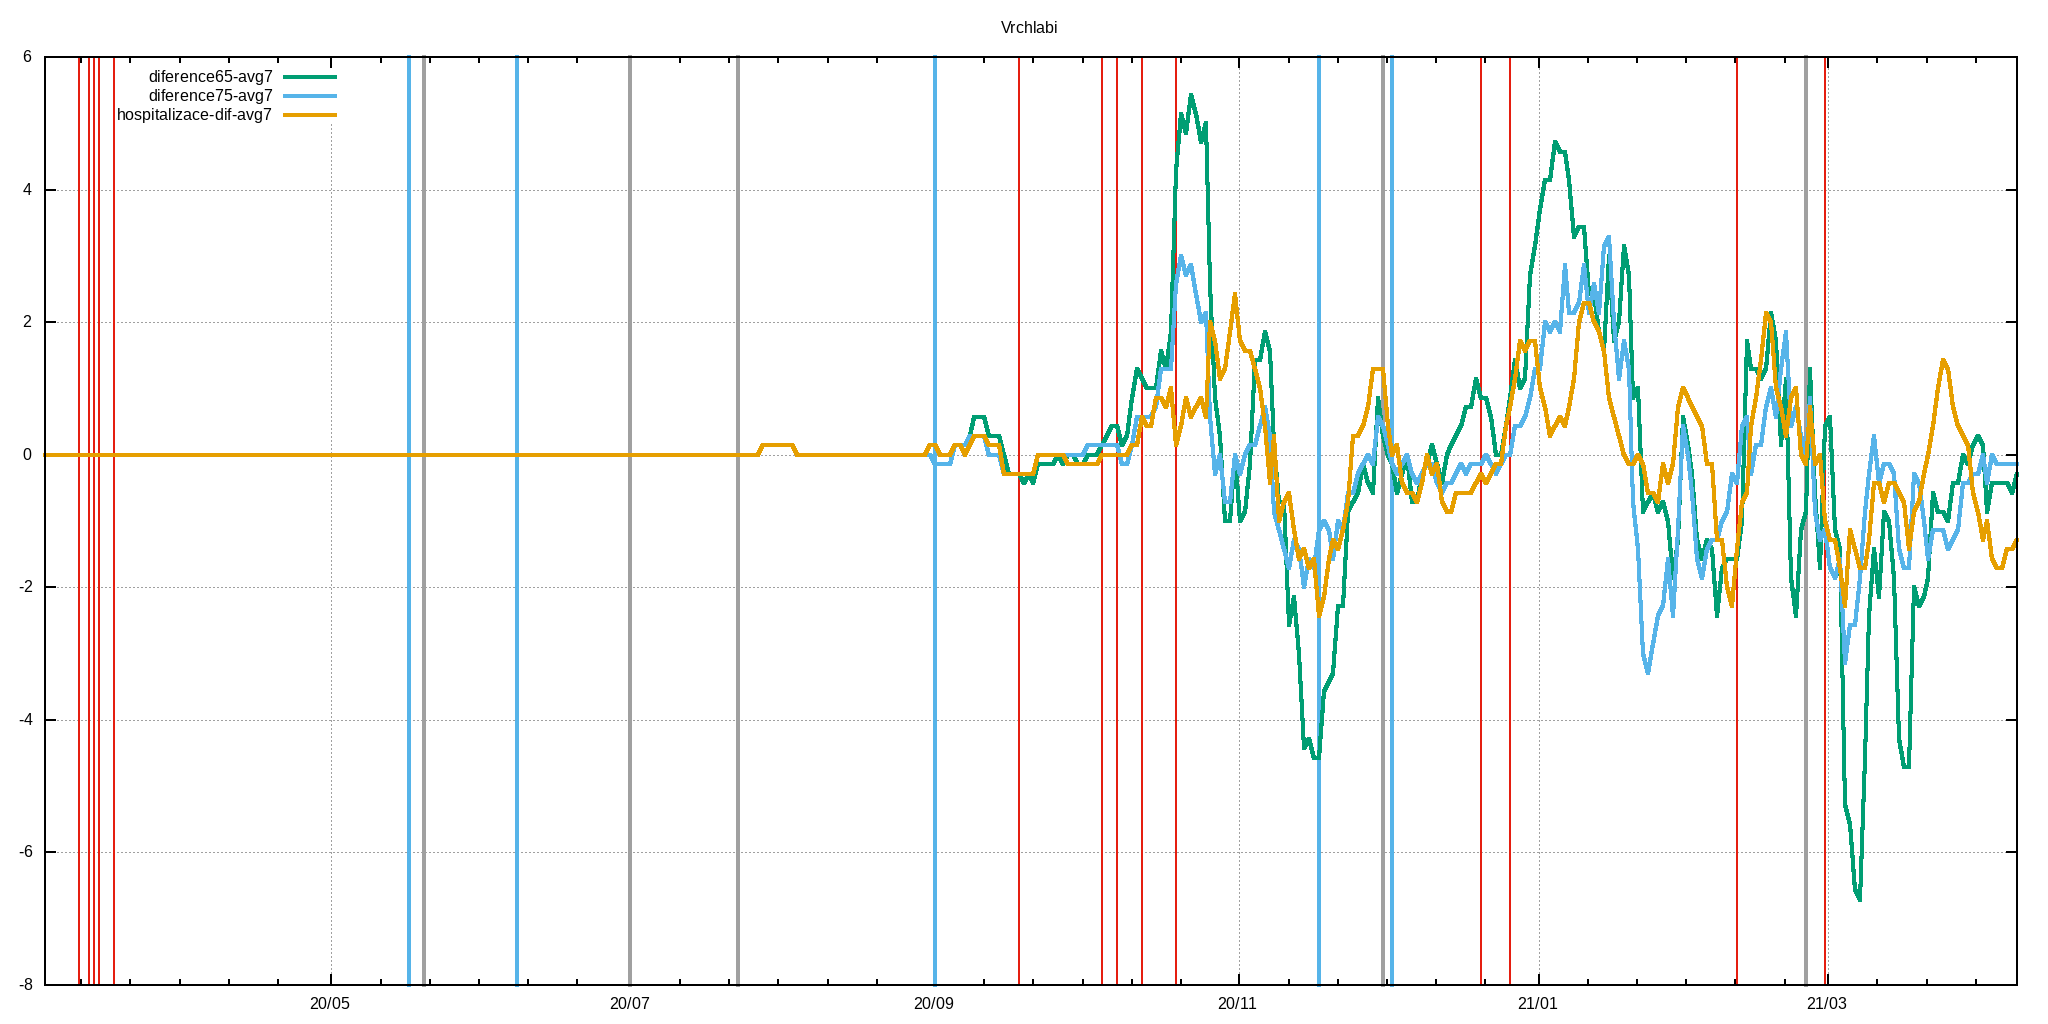 Vrchlabi
6
diference65-avg7
diference75-avg7
hospitalizace-dif-avg7
4
2
0
-2
-4
-6
-8
20/05 20/07 20/09 20/11 21/01 21/03